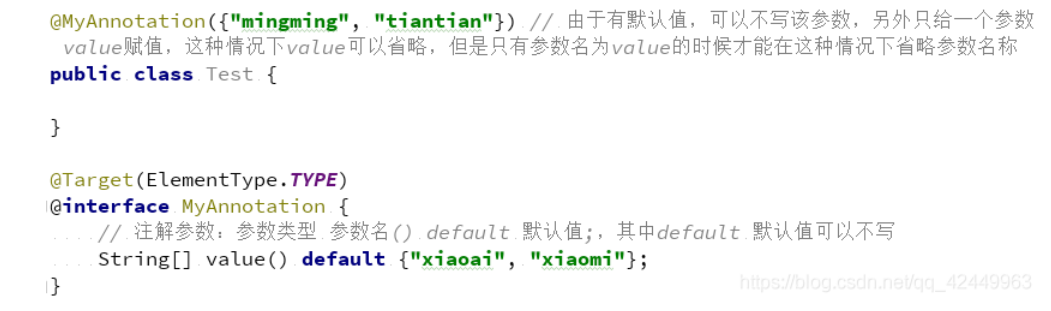 @MyAnnotation({"mingming", "tiantian"}) // 由于有默认值，可以不写该参数，另外只给一个参数
value赋值，这种情况下value可以省略，但是只有参数名为value的时候才能在这种情况下省略参数名称
public class Test {
}
@Target(ElementType.TYPE)
@interface MyAnnotation {
// 注解参数：参数类型 参数名() default 默认值;，其中default 默认值可以不写
String[] value() default {"xiaoai", "xiaomi"};
}
https://blog.csdn.net/qq_42449963